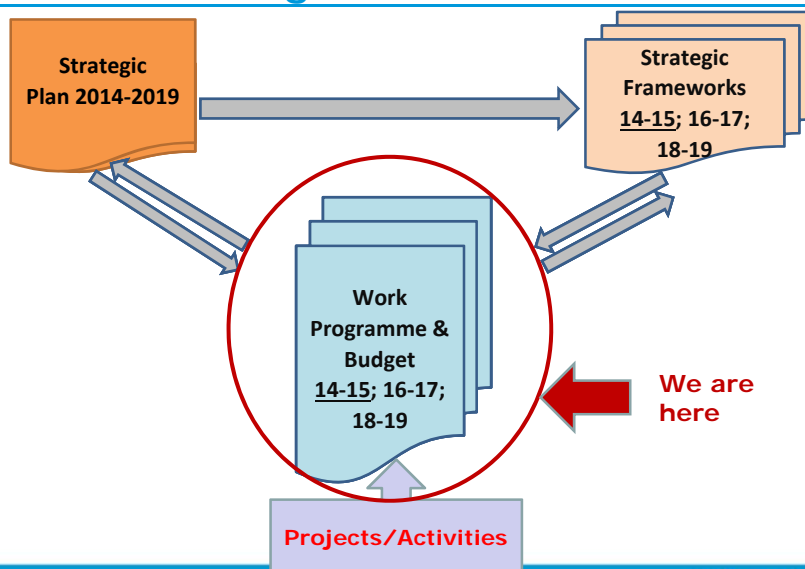 Strategic
Plan 2014-2019
Strategic
Frameworks
14-15; 16-17;
18-19
Work
Programme &
Budget
14-15; 16-17;
18-19
We are
here
Projects/Activities